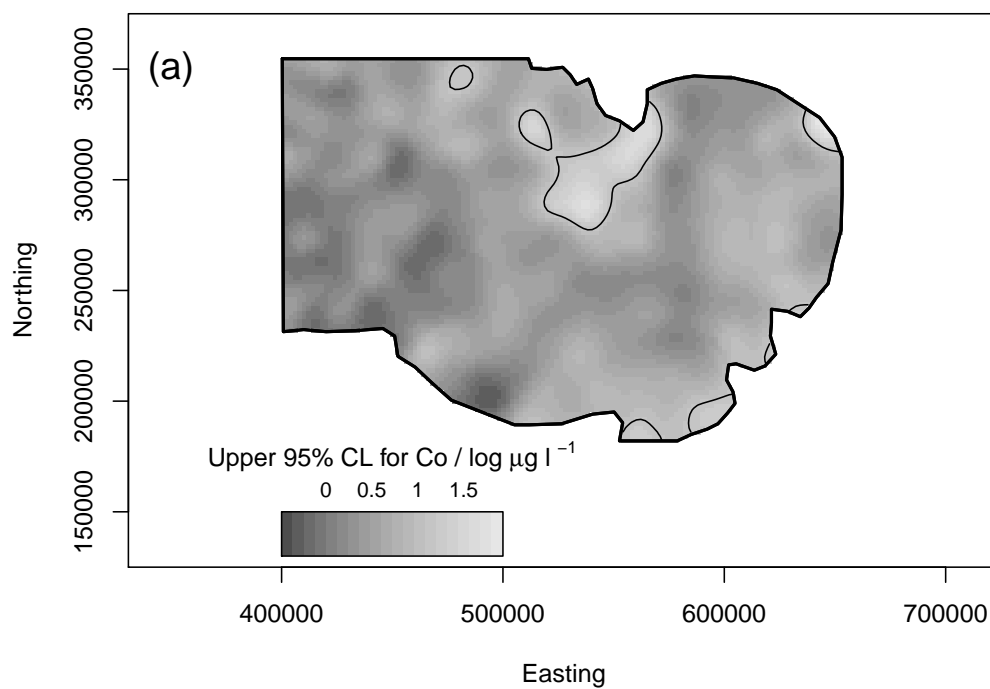 (a)
350000
300000
250000
200000
150000
Northing
Upper 95% CL for Co / log μg l −1
0 0.5 1 1.5
400000 500000 600000 700000
Easting